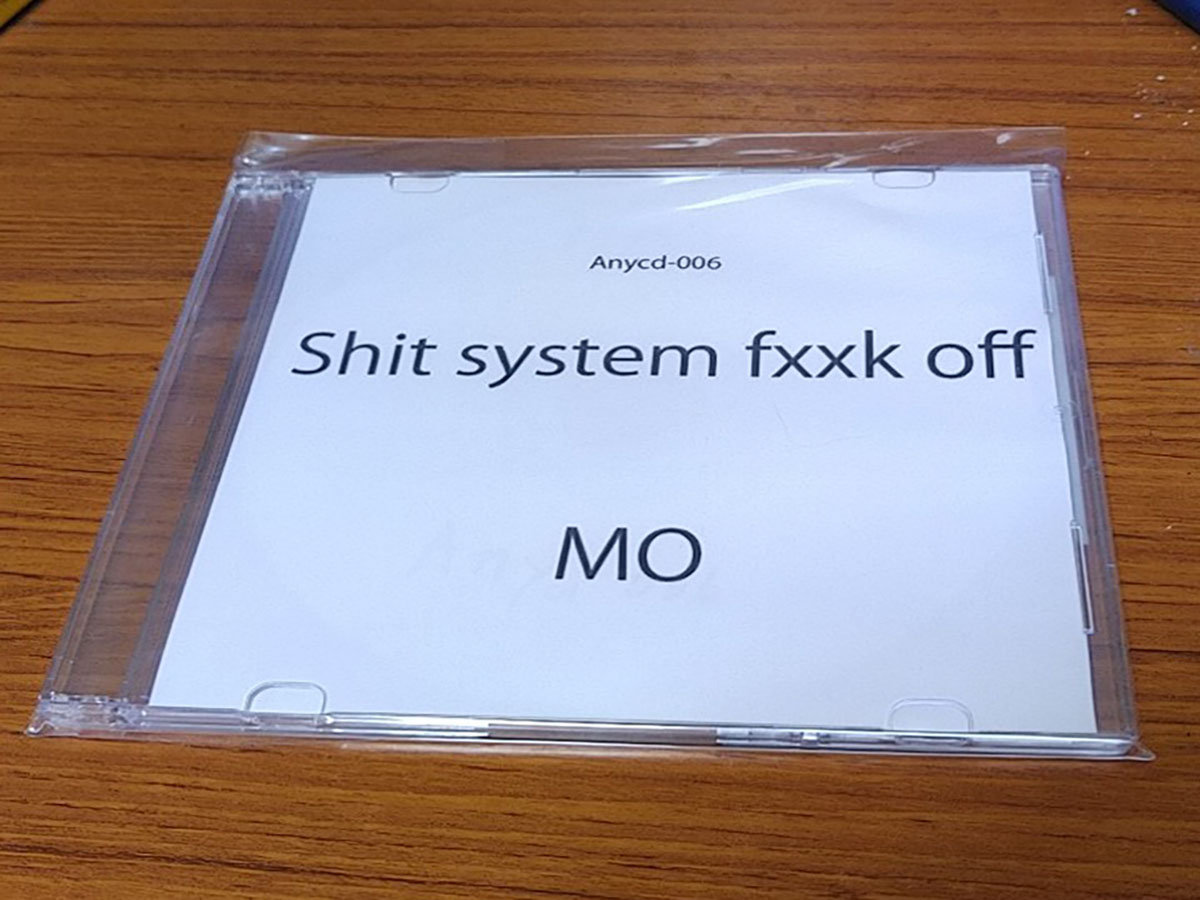 Anycd-006
Shit system fxxk off
MO